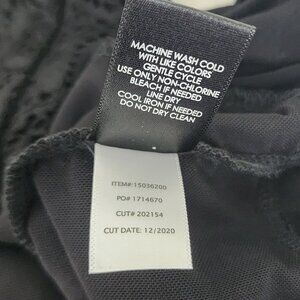 MACHINE WASH COLD
WITH LIKE COLORS
GENTLE CYCLE
USE ONLY NON-CHLORINE
BLEACH IF NEEDED
LINE DRY
COOL IRON IF NEEDED
DO NOT DRY CLEAN
ITEM#: 15036200
PO# 1714670
CUT# 202154
CUT DATE: 12/2020